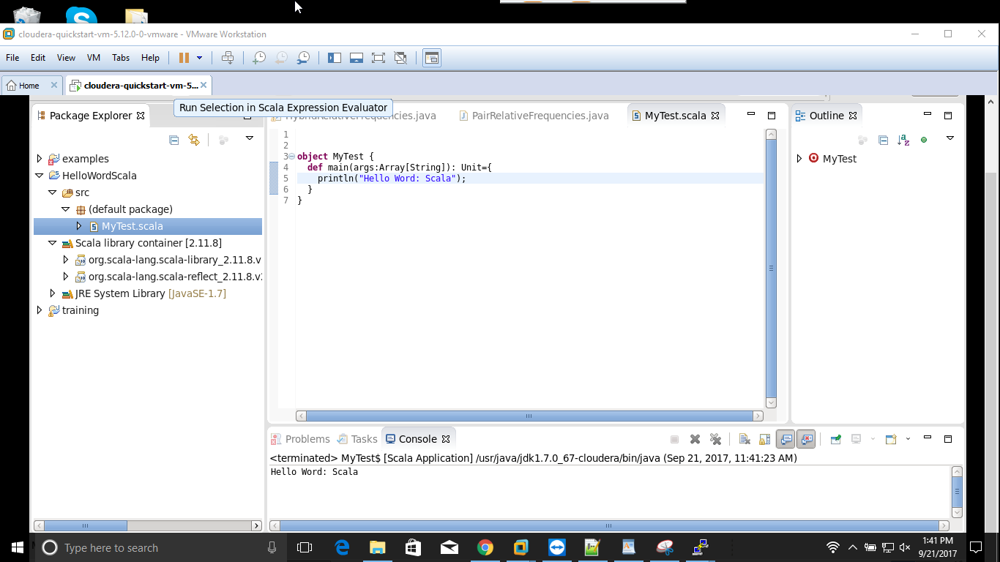 cloudera-quickstart-vm-5.12.0-0-vmware - VMware Workstation
File Edit View VM Tabs Help
Home cloudera-quickstart-vm-5...
Run Selection in Scala Expression Evaluator
Package Explorer
HybridRelativeFrequencies.java PairRelativeFrequencies.java MyTest.scala
Outline
examples
HelloWordScala
src
(default package)
MyTest.scala
Scala library container [2.11.8]
org.scala-lang.scala-library_2.11.8.v
org.scala-lang.scala-reflect_2.11.8.v
JRE System Library [JavaSE-1.7]
training
1
2
3 object MyTest {
4 def main(args:Array[String]): Unit={
5 println("Hello Word: Scala");
6 }
7 }
MyTest
Problems Tasks Console
<terminated> MyTest$ [Scala Application] /usr/java/jdk1.7.0_67-cloudera/bin/java (Sep 21, 2017, 11:41:23 AM)
Hello Word: Scala
Type here to search
1:41 PM
9/21/2017